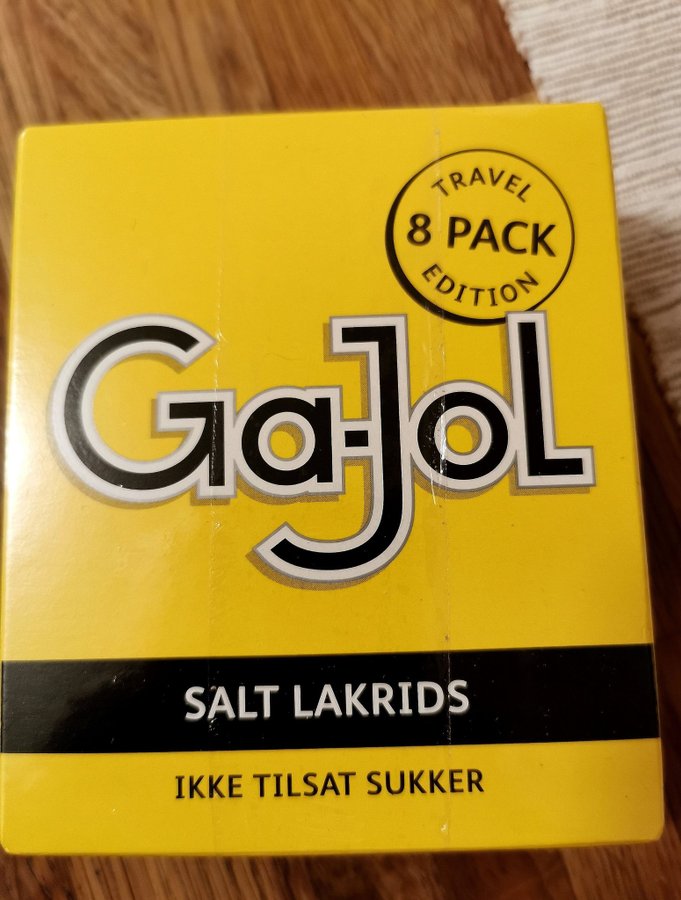 TRAVEL
8 PACK
EDITION
Ga-Jol
SALT LAKRIDS
IKKE TILSAT SUKKER